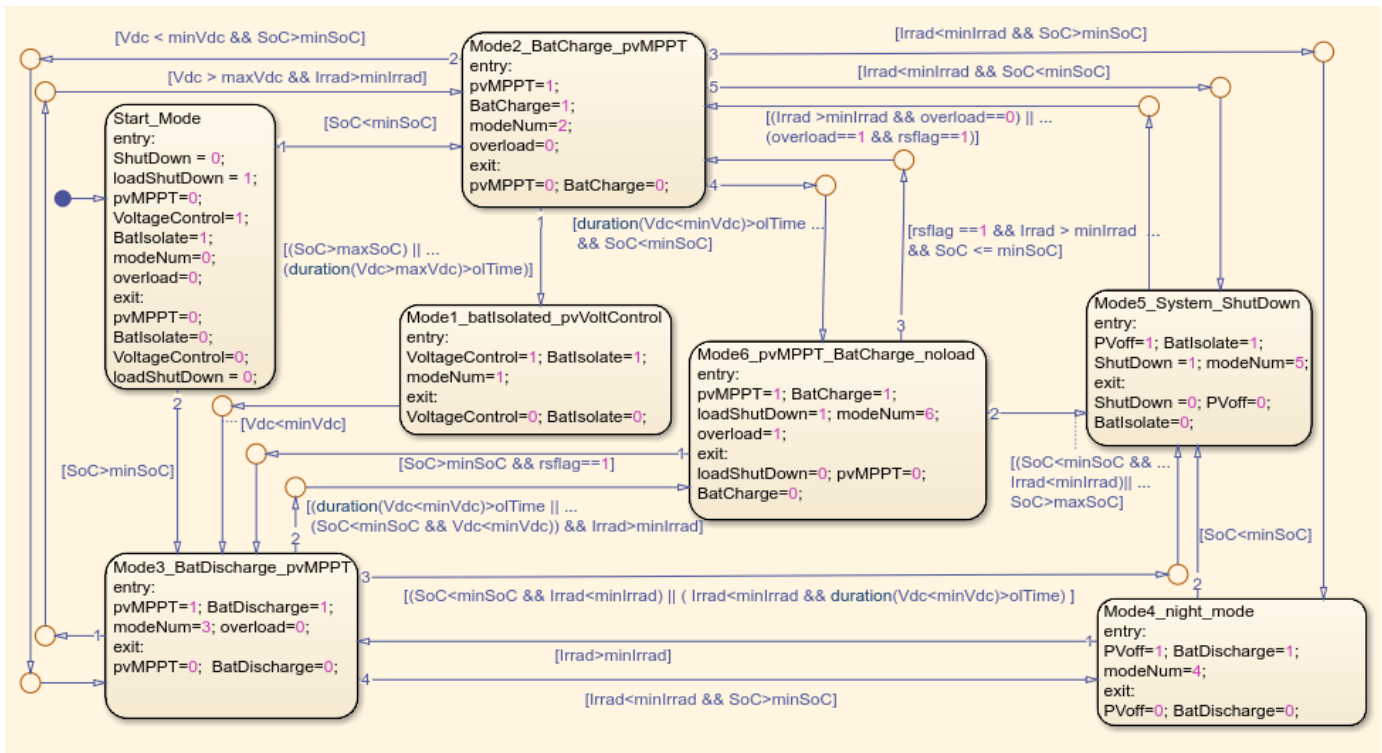 [Vdc < minVdc && SoC>minSoC]
2
[Vdc > maxVdc && Irrad>minIrrad]
Start_Mode
entry:
ShutDown = 0;
loadShutDown = 1;
pvMPPT=0;
VoltageControl=1;
BatIsolate=1;
modeNum=0;
overload=0;
exit:
pvMPPT=0;
BatIsolate=0;
VoltageControl=0;
loadShutDown = 0;
[SoC<minSoC]
1
2
[SoC>minSoC]
Mode2_BatCharge_pvMPPT
entry:
pvMPPT=1;
BatCharge=1;
modeNum=2;
overload=0;
exit:
pvMPPT=0; BatCharge=0;
3
[Irrad<minIrrad && SoC>minSoC]
5
[Irrad<minIrrad && SoC<minSoC]
[(Irrad >minIrrad && overload==0) || ...
(overload==1 && rsflag==1)]
4
1
[duration(Vdc<minVdc)>olTime ...
&& SoC<minSoC]
[rsflag ==1 && Irrad > minIrrad ...
&& SoC <= minSoC]
[(SoC>maxSoC) || ...
(duration(Vdc>maxVdc)>olTime)]
Mode1_batIsolated_pvVoltControl
entry:
VoltageControl=1; BatIsolate=1;
modeNum=1;
exit:
VoltageControl=0; BatIsolate=0;
[Vdc<minVdc]
Mode6_pvMPPT_BatCharge_noload
entry:
pvMPPT=1; BatCharge=1;
loadShutDown=1; modeNum=6;
overload=1;
exit:
loadShutDown=0; pvMPPT=0;
BatCharge=0;
3
2
1
Mode5_System_ShutDown
entry:
PVoff=1; BatIsolate=1;
ShutDown =1; modeNum=5;
exit:
ShutDown =0; PVoff=0;
BatIsolate=0;
[SoC>minSoC && rsflag==1]
[(SoC<minSoC && ...
Irrad<minIrrad)|| ...
SoC>maxSoC]
[(duration(Vdc<minVdc)>olTime || ...
(SoC<minSoC && Vdc<minVdc)) && Irrad>minIrrad]
2
[SoC<minSoC]
Mode3_BatDischarge_pvMPPT
entry:
pvMPPT=1; BatDischarge=1;
modeNum=3; overload=0;
exit:
pvMPPT=0; BatDischarge=0;
1
3
[(SoC<minSoC && Irrad<minIrrad) || ( Irrad<minIrrad && duration(Vdc<minVdc)>olTime) ]
2
Mode4_night_mode
entry:
PVoff=1; BatDischarge=1;
modeNum=4;
exit:
PVoff=0; BatDischarge=0;
1
[Irrad>minIrrad]
4
[Irrad<minIrrad && SoC>minSoC]